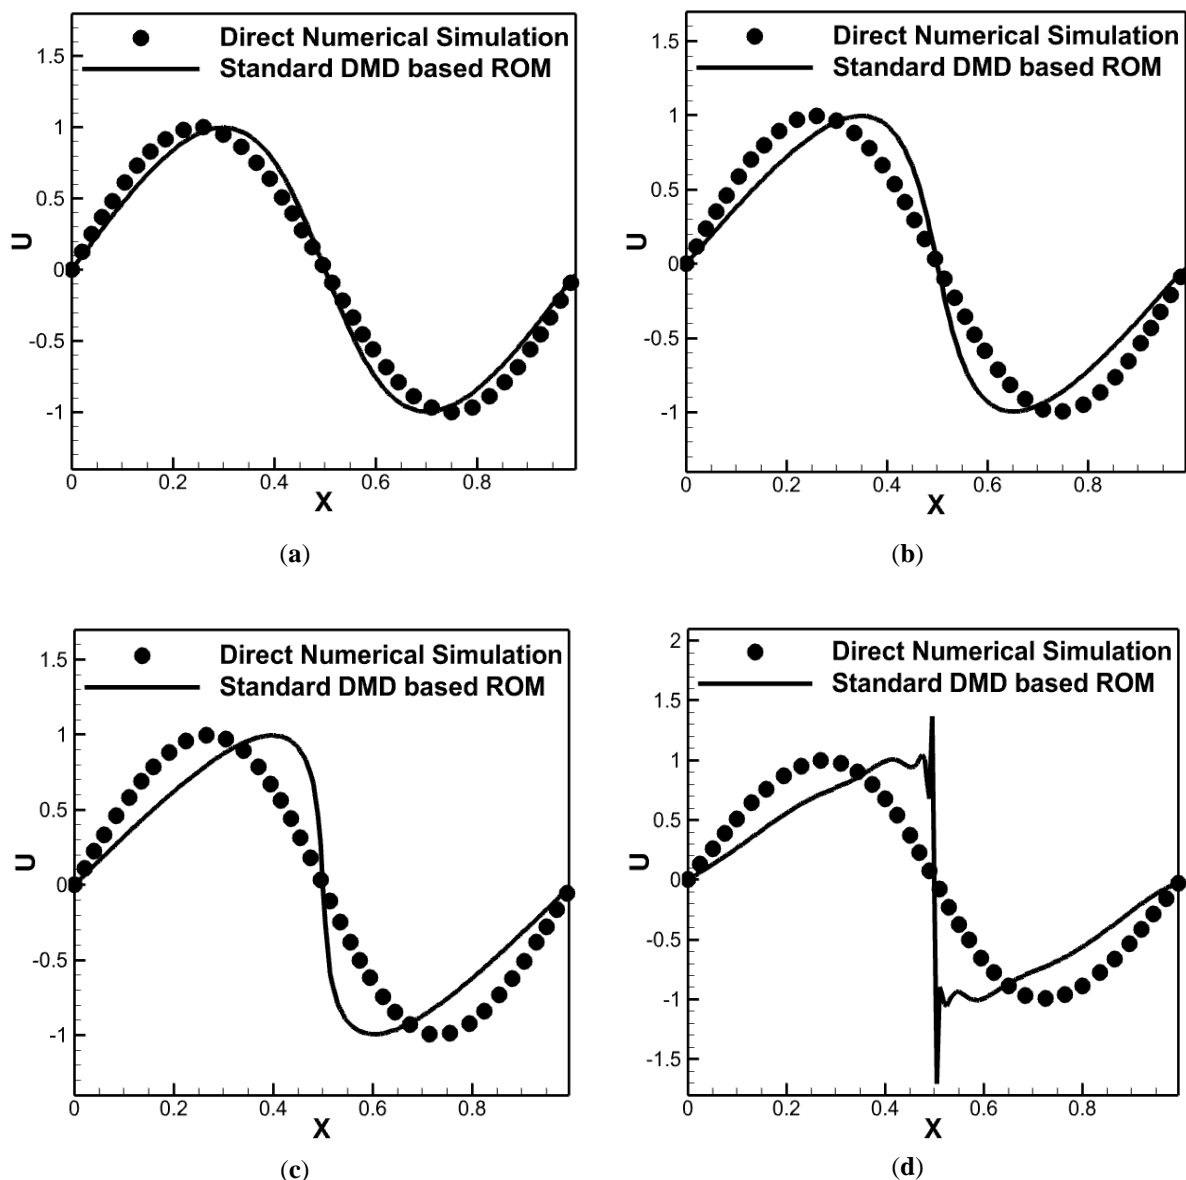 Direct Numerical Simulation
Standard DMD based ROM
1.5
1
0.5
0
-0.5
-1
U
0 0.2 0.4 0.6 0.8
X
(a)
Direct Numerical Simulation
Standard DMD based ROM
1.5
1
0.5
0
-0.5
-1
U
0 0.2 0.4 0.6 0.8
X
(b)
Direct Numerical Simulation
Standard DMD based ROM
1.5
1
0.5
0
-0.5
-1
U
0 0.2 0.4 0.6 0.8
X
(c)
Direct Numerical Simulation
Standard DMD based ROM
2
1.5
1
0.5
0
-0.5
-1
-1.5
U
0 0.2 0.4 0.6 0.8
X
(d)